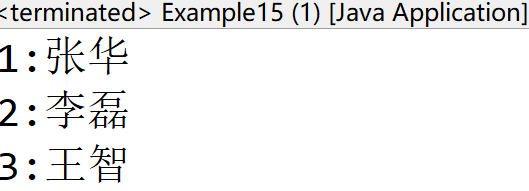 <terminated> Example15 (1) [Java Application]
1:张华
2:李磊
3:王智